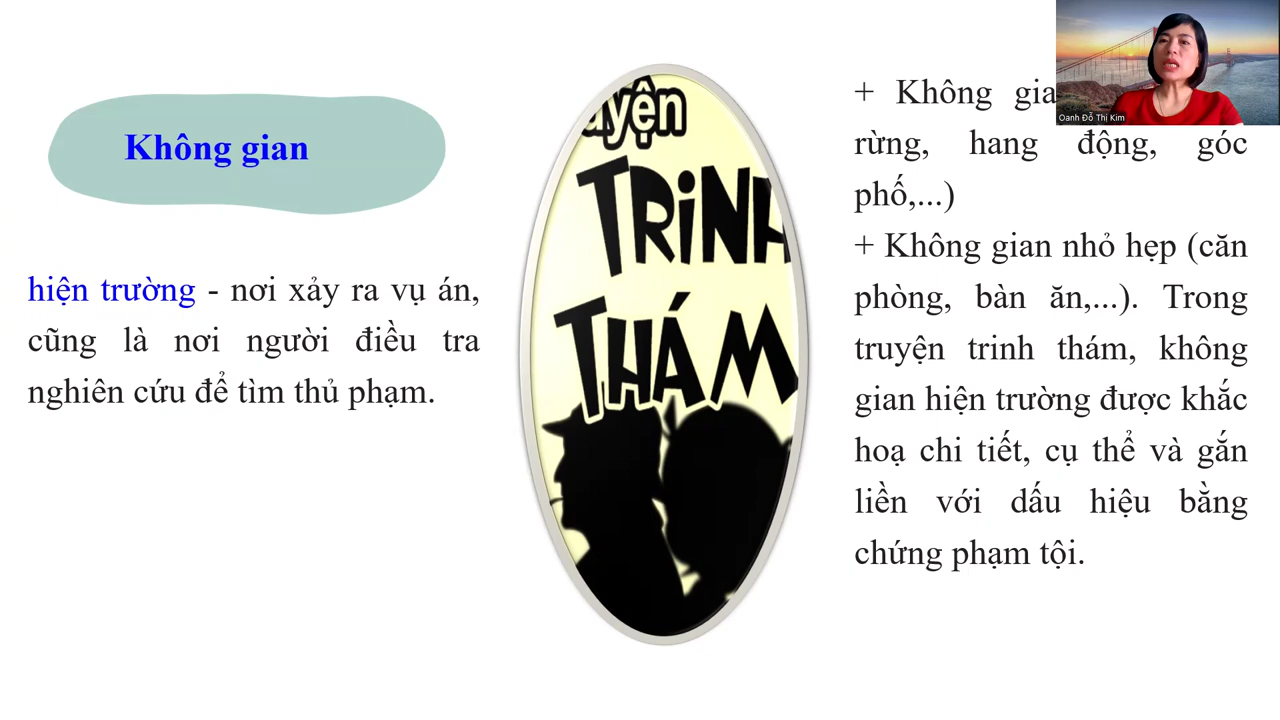 Không gian
hiện trường - nơi xảy ra vụ án,
cũng là nơi người điều tra
nghiên cứu để tìm thủ phạm.
TRINH
THÁM
+ Không
rừng, hang động, góc
phố,...)
+ Không gian nhỏ hẹp (căn
phòng, bàn ăn,...). Trong
truyện trinh thám, không
gian hiện trường được khắc
hoạ chi tiết, cụ thể và gắn
liền với dấu hiệu bằng
chứng phạm tội.
Oanh Đỗ Thị Kim